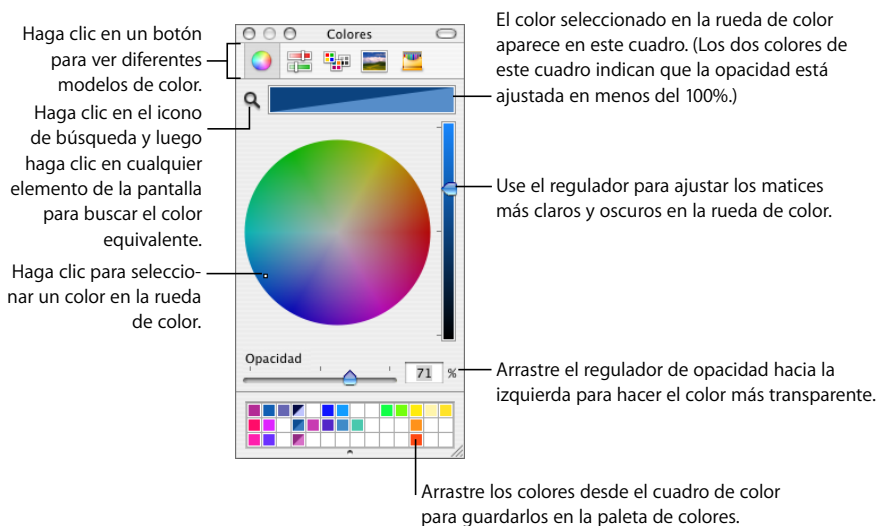 Haga clic en un botón
para ver diferentes
modelos de color.
Haga clic en el icono
de búsqueda y luego
haga clic en cualquier
elemento de la pantalla
para buscar el color
equivalente.
Haga clic para seleccio-
nar un color en la rueda
de color.
Colores
Opacidad
71 %
El color seleccionado en la rueda de color
aparece en este cuadro. (Los dos colores de
este cuadro indican que la opacidad está
ajustada en menos del 100%.)
Use el regulador para ajustar los matices
más claros y oscuros en la rueda de color.
Arrastre el regulador de opacidad hacia la
izquierda para hacer el color más transparente.
Arrastre los colores desde el cuadro de color
para guardarlos en la paleta de colores.